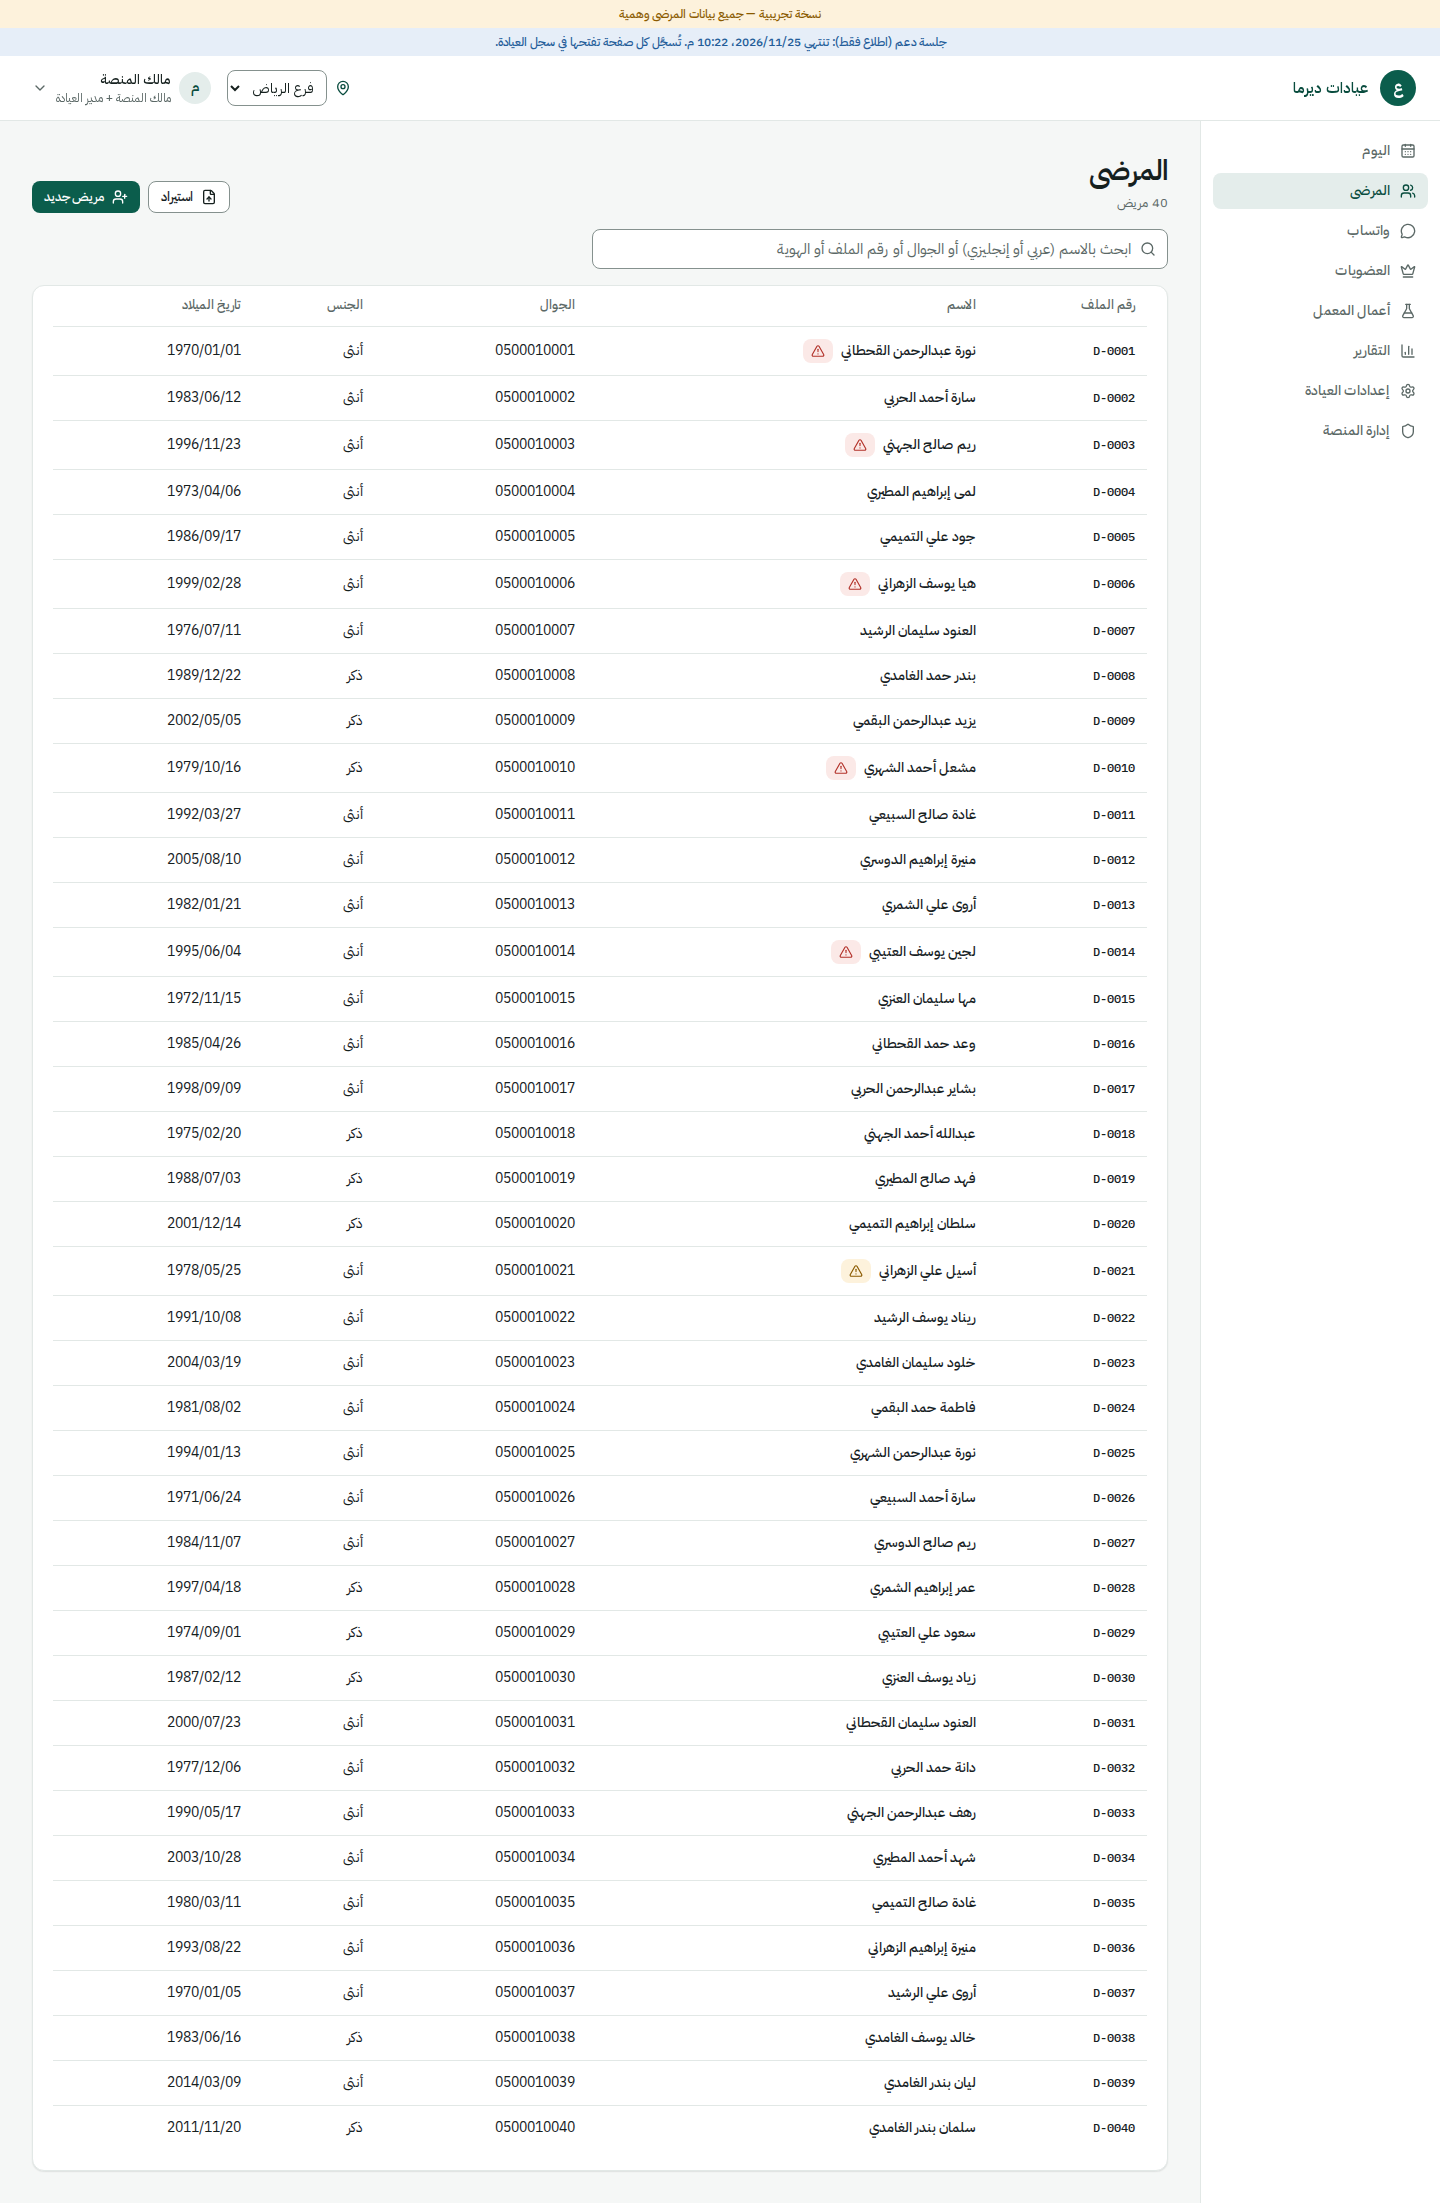 نسخة تجريبية — جميع بيانات المرضى وهمية
جلسة دعم (اطلاع فقط): تنتهي 2026/11/25، 10:22 م. تُسجَّل كل صفحة تفتحها في سجل العيادة.
ع عيادات ديرما
فرع الرياض
م مالك المنصة
مالك المنصة + مدير العيادة
اليوم
المرضى
واتساب
العضويات
أعمال المعمل
التقارير
إعدادات العيادة
إدارة المنصة
المرضى
40 مريض
استيراد
مريض جديد
ابحث بالاسم (عربي أو إنجليزي) أو الجوال أو رقم الملف أو الهوية
رقم الملف الاسم الجوال الجنس تاريخ الميلاد
D-0001 نورة عبدالرحمن القحطاني 0500010001 أنثى 1970/01/01
D-0002 سارة أحمد الحربي 0500010002 أنثى 1983/06/12
D-0003 ريم صالح الجهني 0500010003 أنثى 1996/11/23
D-0004 لمى إبراهيم المطيري 0500010004 أنثى 1973/04/06
D-0005 جود علي التميمي 0500010005 أنثى 1986/09/17
D-0006 هيا يوسف الزهراني 0500010006 أنثى 1999/02/28
D-0007 العنود سليمان الرشيد 0500010007 أنثى 1976/07/11
D-0008 بندر حمد الغامدي 0500010008 ذكر 1989/12/22
D-0009 يزيد عبدالرحمن البقمي 0500010009 ذكر 2002/05/05
D-0010 مشعل أحمد الشهري 0500010010 ذكر 1979/10/16
D-0011 غادة صالح السبيعي 0500010011 أنثى 1992/03/27
D-0012 منيرة إبراهيم الدوسري 0500010012 أنثى 2005/08/10
D-0013 أروى علي الشمري 0500010013 أنثى 1982/01/21
D-0014 لجين يوسف العتيبي 0500010014 أنثى 1995/06/04
D-0015 مها سليمان العنزي 0500010015 أنثى 1972/11/15
D-0016 وعد حمد القحطاني 0500010016 أنثى 1985/04/26
D-0017 بشاير عبدالرحمن الحربي 0500010017 أنثى 1998/09/09
D-0018 عبدالله أحمد الجهني 0500010018 ذكر 1975/02/20
D-0019 فهد صالح المطيري 0500010019 ذكر 1988/07/03
D-0020 سلطان إبراهيم التميمي 0500010020 ذكر 2001/12/14
D-0021 أسيل علي الزهراني 0500010021 أنثى 1978/05/25
D-0022 ريناد يوسف الرشيد 0500010022 أنثى 1991/10/08
D-0023 خلود سليمان الغامدي 0500010023 أنثى 2004/03/19
D-0024 فاطمة حمد البقمي 0500010024 أنثى 1981/08/02
D-0025 نورة عبدالرحمن الشهري 0500010025 أنثى 1994/01/13
D-0026 سارة أحمد السبيعي 0500010026 أنثى 1971/06/24
D-0027 ريم صالح الدوسري 0500010027 أنثى 1984/11/07
D-0028 عمر إبراهيم الشمري 0500010028 ذكر 1997/04/18
D-0029 سعود علي العتيبي 0500010029 ذكر 1974/09/01
D-0030 زياد يوسف العنزي 0500010030 ذكر 1987/02/12
D-0031 العنود سليمان القحطاني 0500010031 أنثى 2000/07/23
D-0032 دانة حمد الحربي 0500010032 أنثى 1977/12/06
D-0033 رهف عبدالرحمن الجهني 0500010033 أنثى 1990/05/17
D-0034 شهد أحمد المطيري 0500010034 أنثى 2003/10/28
D-0035 غادة صالح التميمي 0500010035 أنثى 1980/03/11
D-0036 منيرة إبراهيم الزهراني 0500010036 أنثى 1993/08/22
D-0037 أروى علي الرشيد 0500010037 أنثى 1970/01/05
D-0038 خالد يوسف الغامدي 0500010038 ذكر 1983/06/16
D-0039 ليان بندر الغامدي 0500010039 أنثى 2014/03/09
D-0040 سلمان بندر الغامدي 0500010040 ذكر 2011/11/20